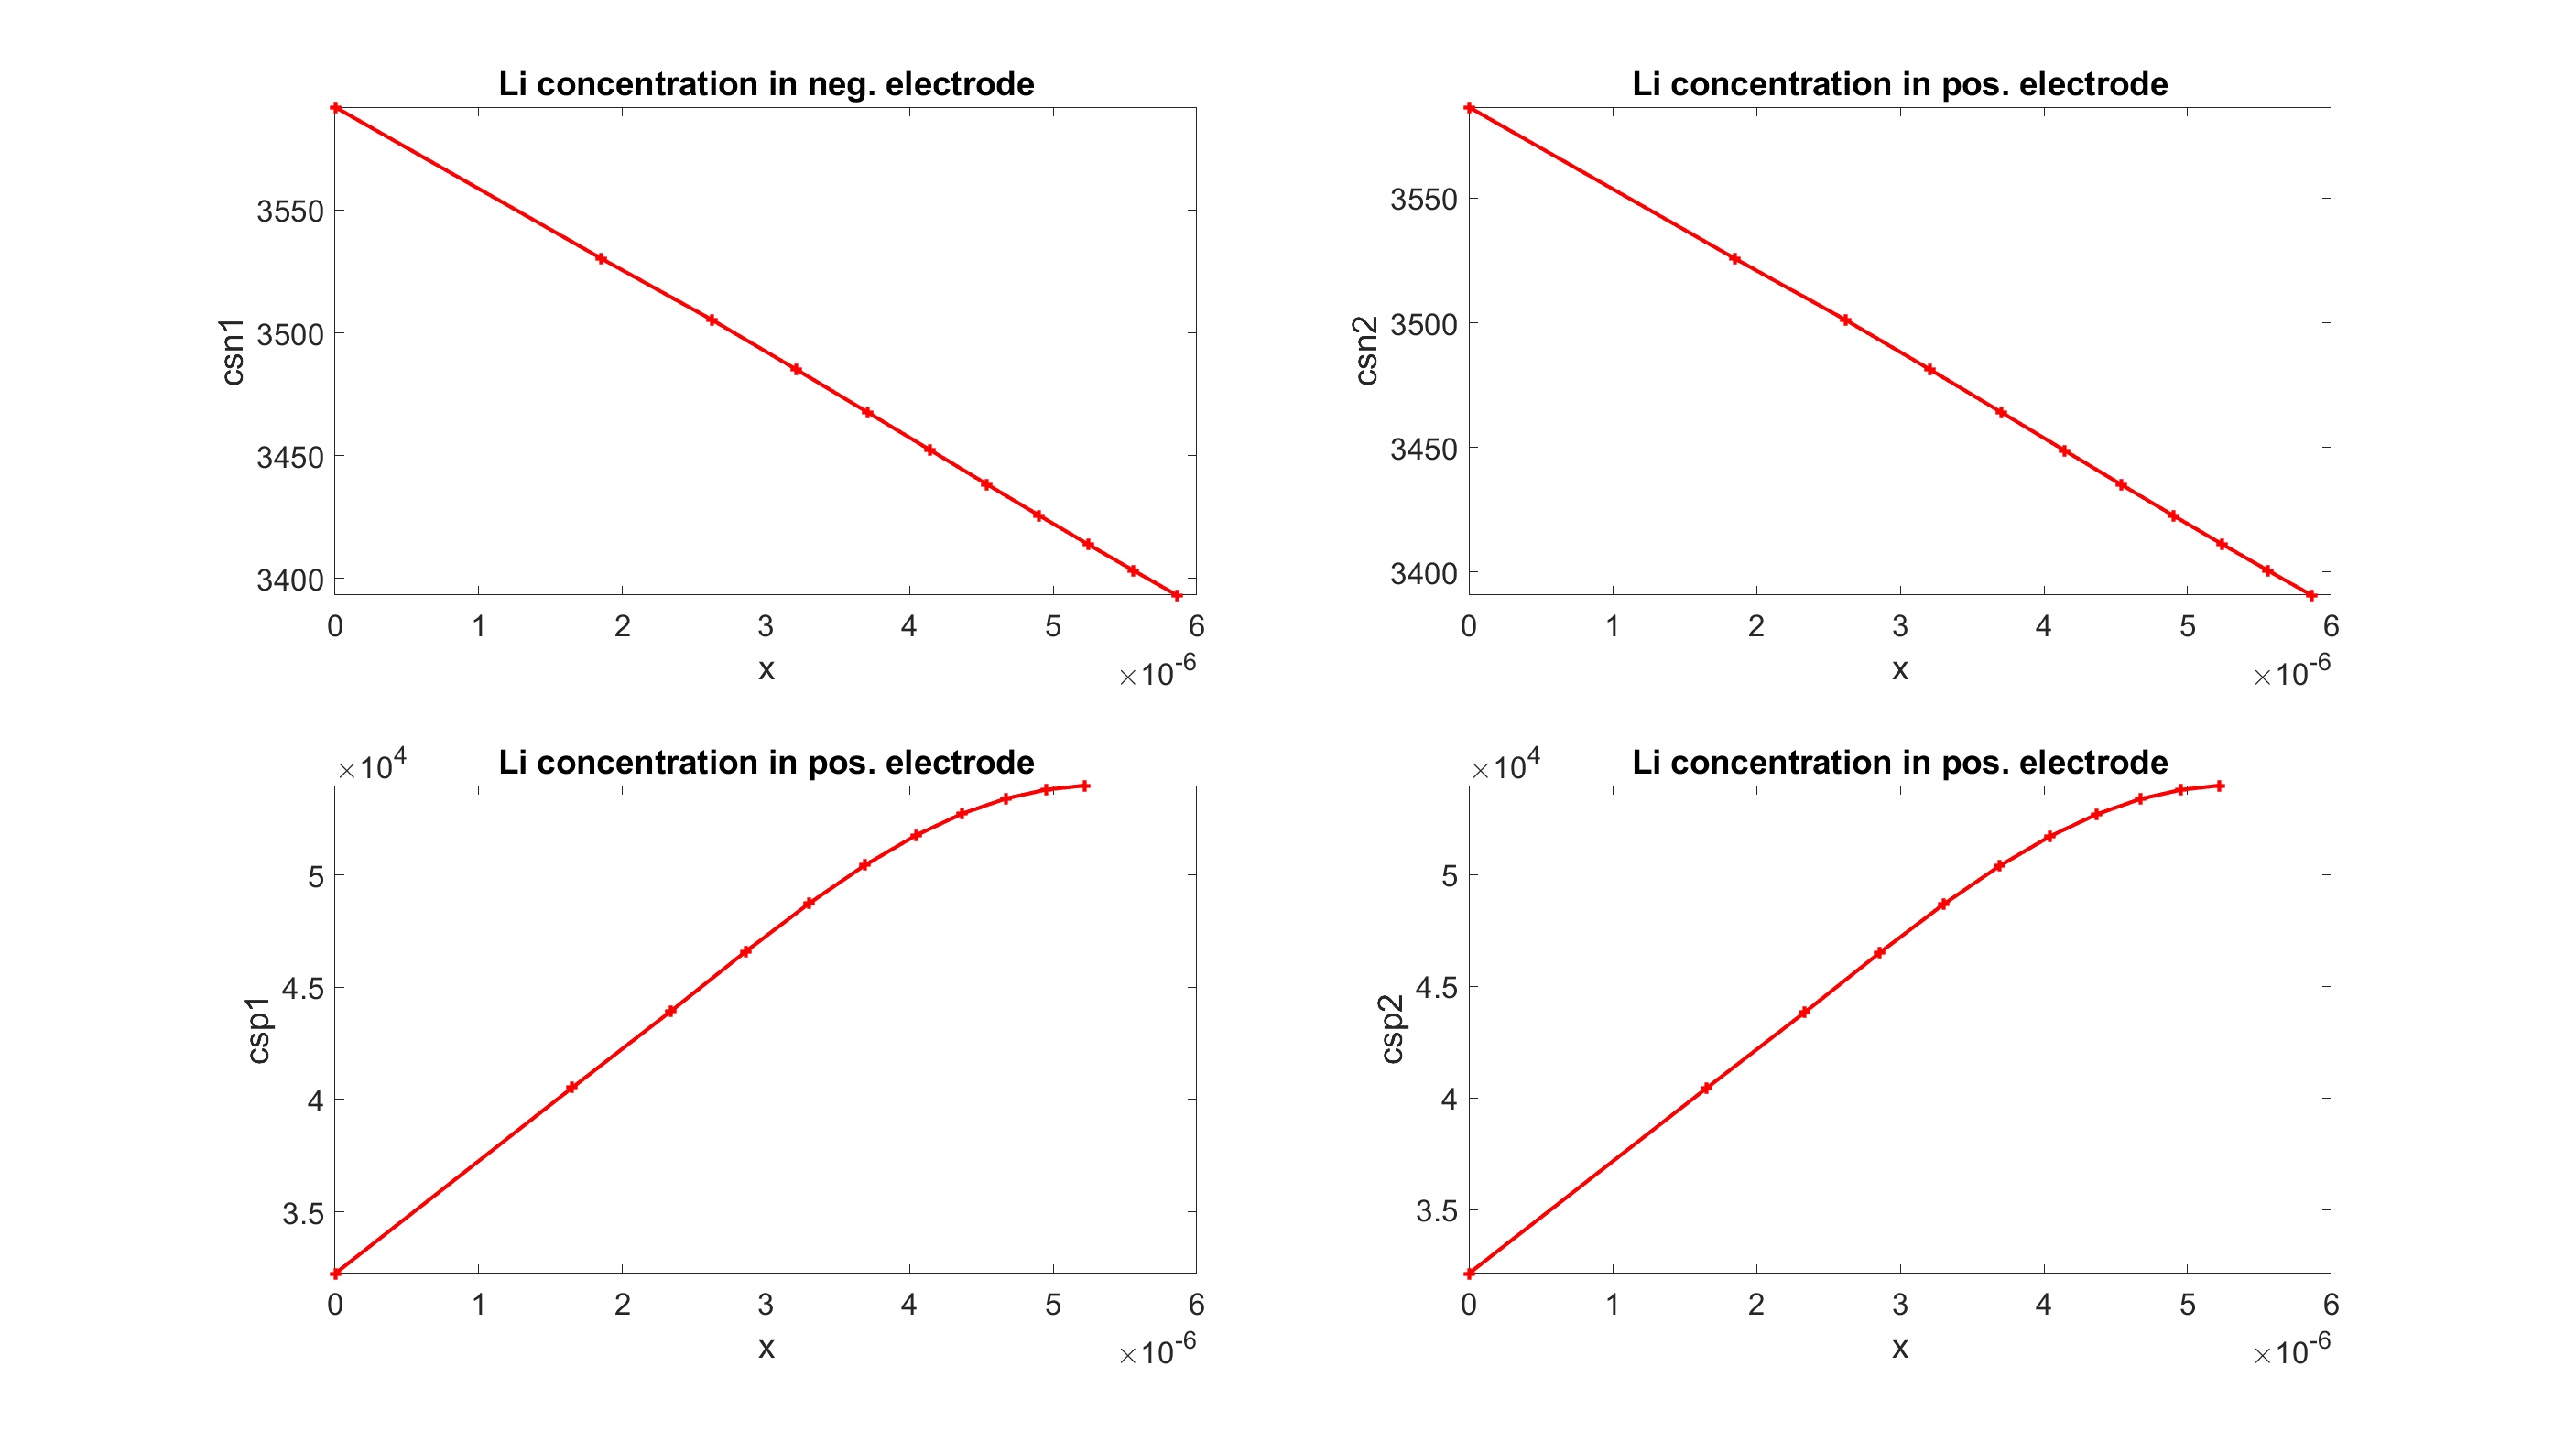 Li concentration in neg. electrode
csn1
3550
3500
3450
3400
0 1 2 3 4 5 6
x
×10-6
Li concentration in pos. electrode
csn2
3550
3500
3450
3400
0 1 2 3 4 5 6
x
×10-6
Li concentration in pos. electrode
×104
csp1
5
4.5
4
3.5
0 1 2 3 4 5 6
x
×10-6
Li concentration in pos. electrode
×104
csp2
5
4.5
4
3.5
0 1 2 3 4 5 6
x
×10-6